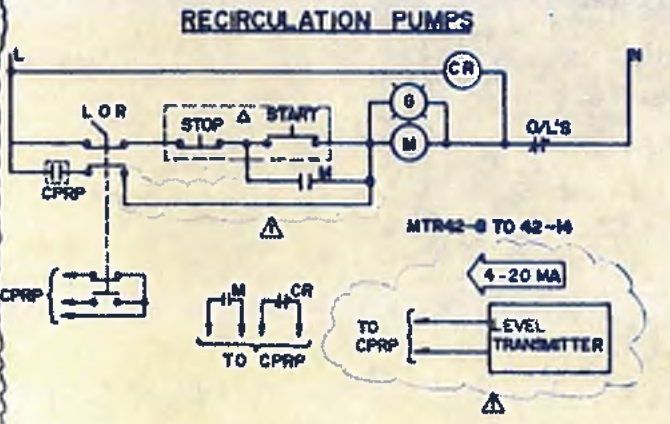 RECIRCULATION PUMPS
L
N
CR
L O R
STOP
START
G
M
O/L'S
CPRP
M
MTR42-8 TO 42-14
CPRP
M
CR
TO CPRP
4-20 MA
TO
CPRP
LEVEL
TRANSMITTER